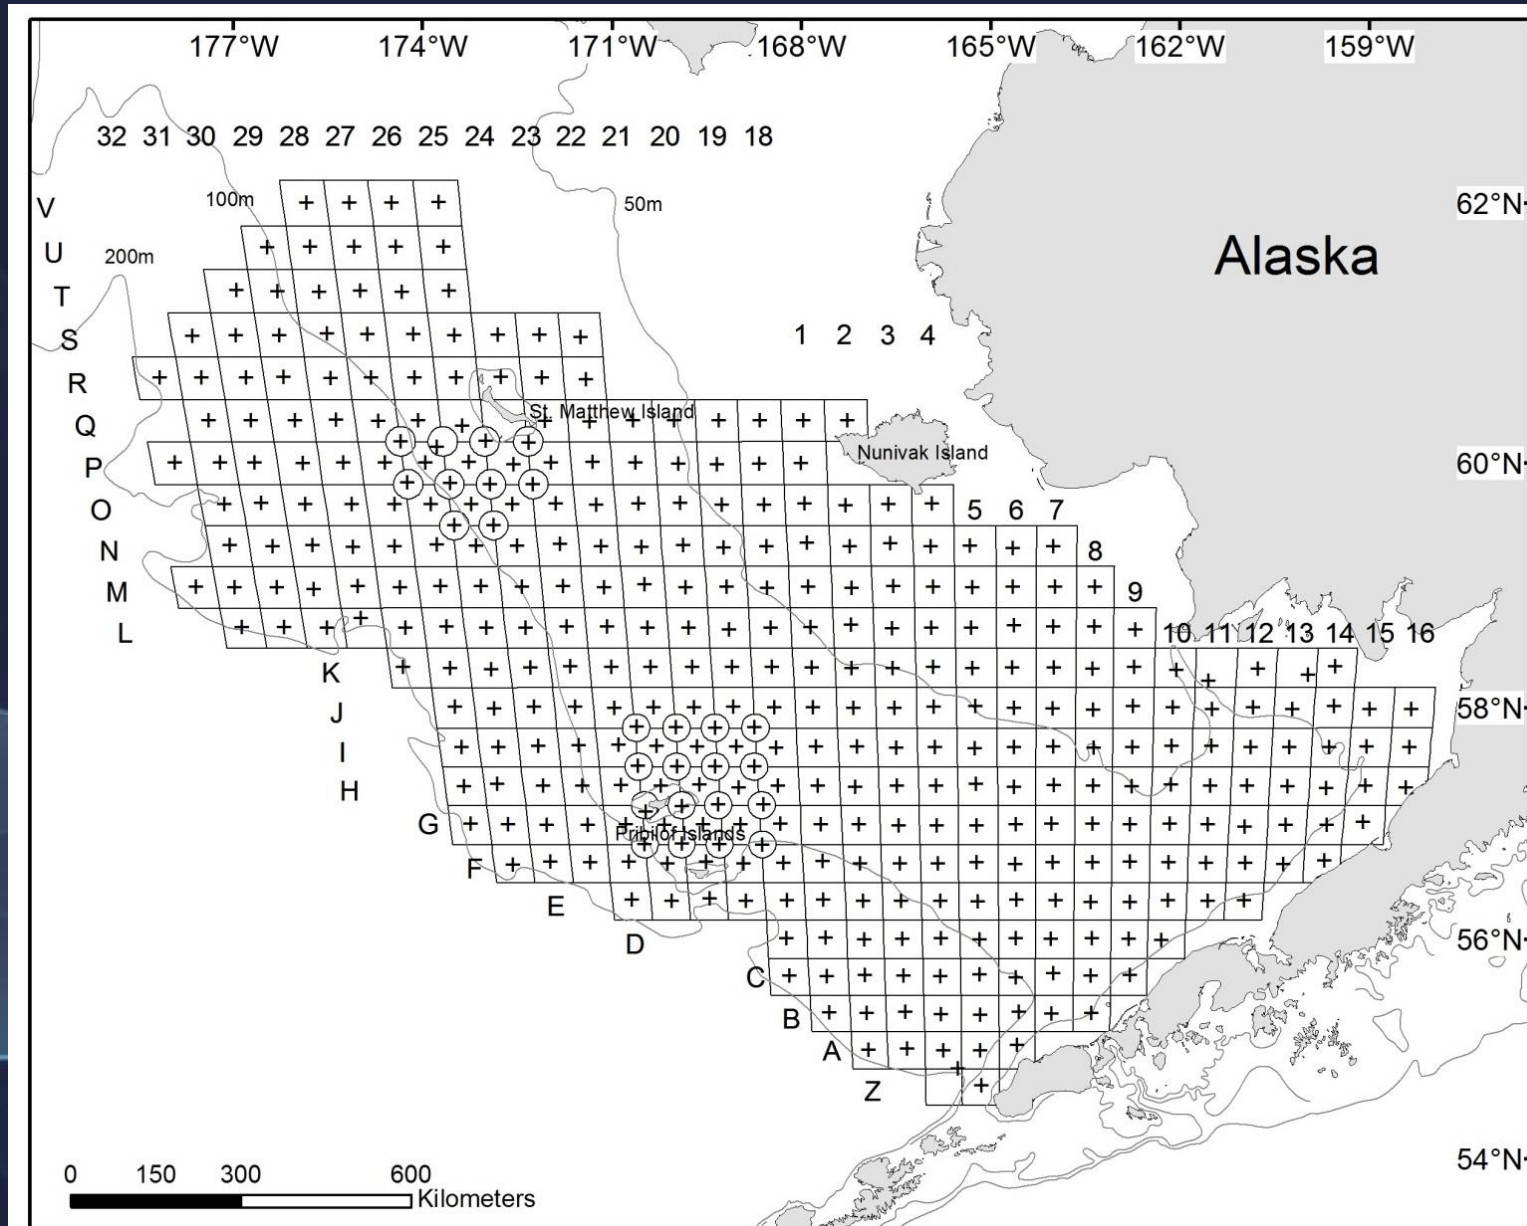 177°W 174°W 171°W 168°W 165°W 162°W 159°W
32 31 30 29 28 27 26 25 24 23 22 21 20 19 18
100m
50m
V
62°N
U
200m
Alaska
T
S
1 2 3 4
R
St. Matthew Island
Q
Nunivak Island
P
60°N
O
5 6 7
N
8
M
9
L
10 11 12 13 14 15 16
K
J
58°N
I
H
G
Pribilof Islands
F
E
D
56°N
C
B
A
Z
54°N
0 150 300 600
Kilometers